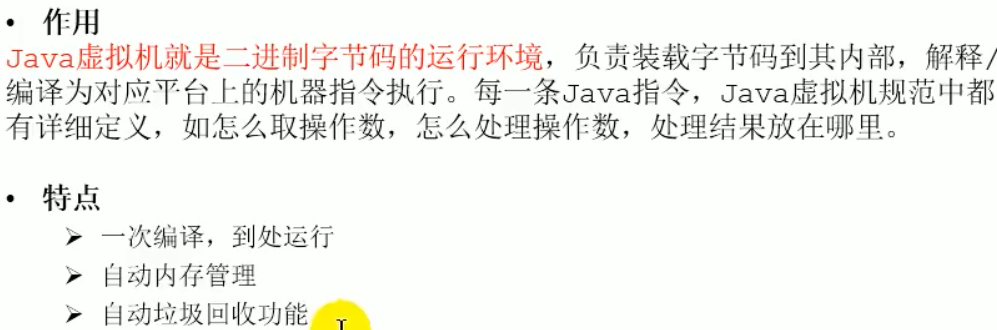 • 作用
Java虚拟机就是二进制字节码的运行环境，负责装载字节码到其内部，解释/
编译为对应平台上的机器指令执行。每一条Java指令，Java虚拟机规范中都
有详细定义，如怎么取操作数，怎么处理操作数，处理结果放在哪里。
• 特点
➢ 一次编译，到处运行
➢ 自动内存管理
➢ 自动垃圾回收功能